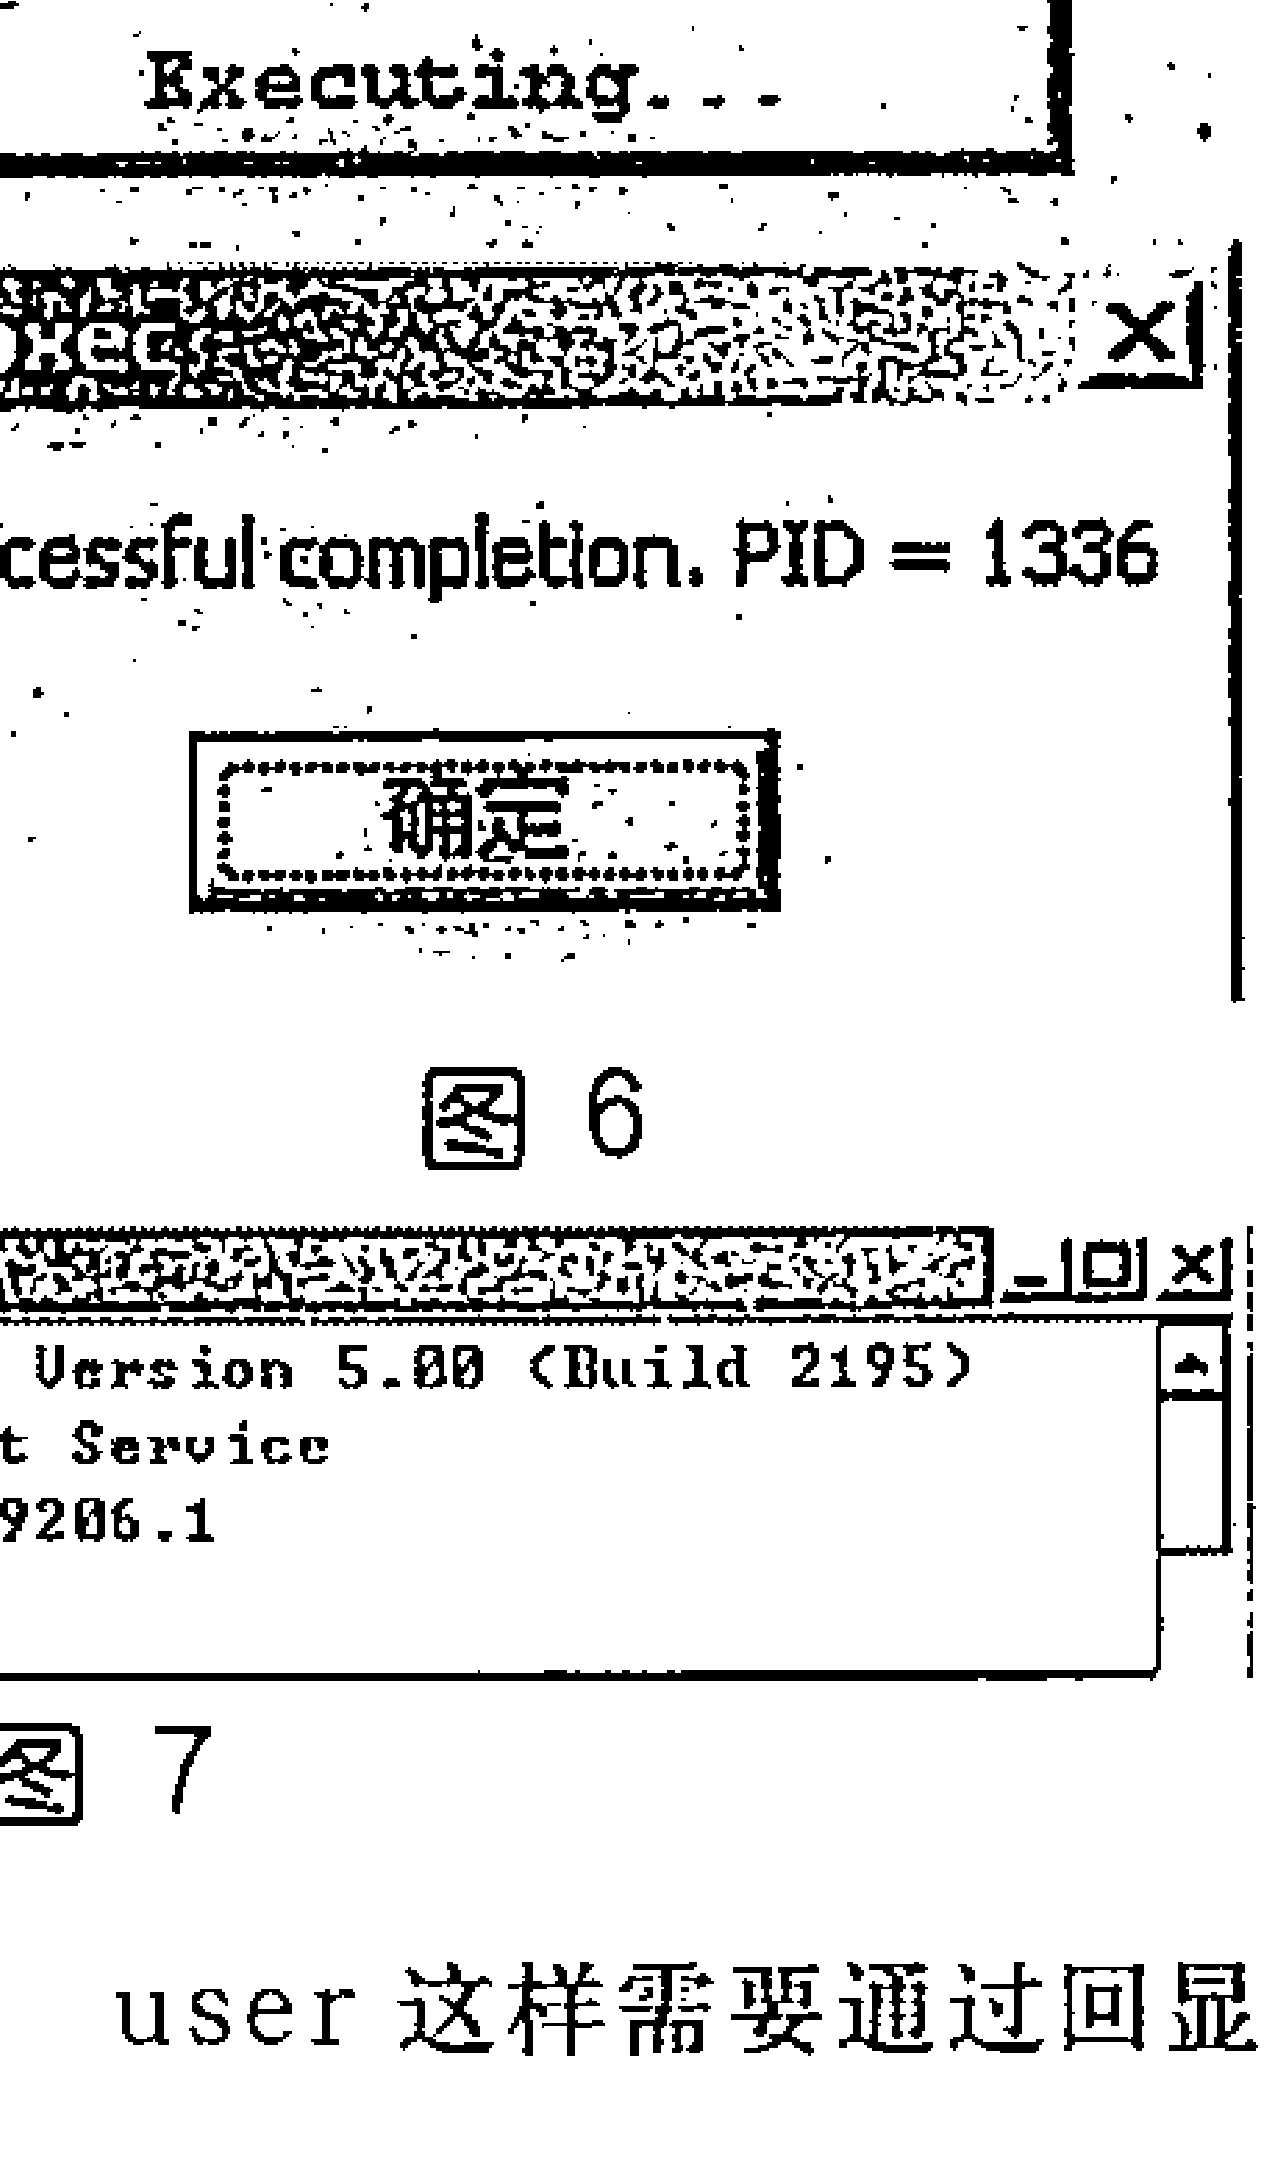 Executing...
xec
cessful completion. PID = 1336
确定
图 6
Version 5.00 (Build 2195)
t Service
9206.1
图 7
user 这样需要通过回显